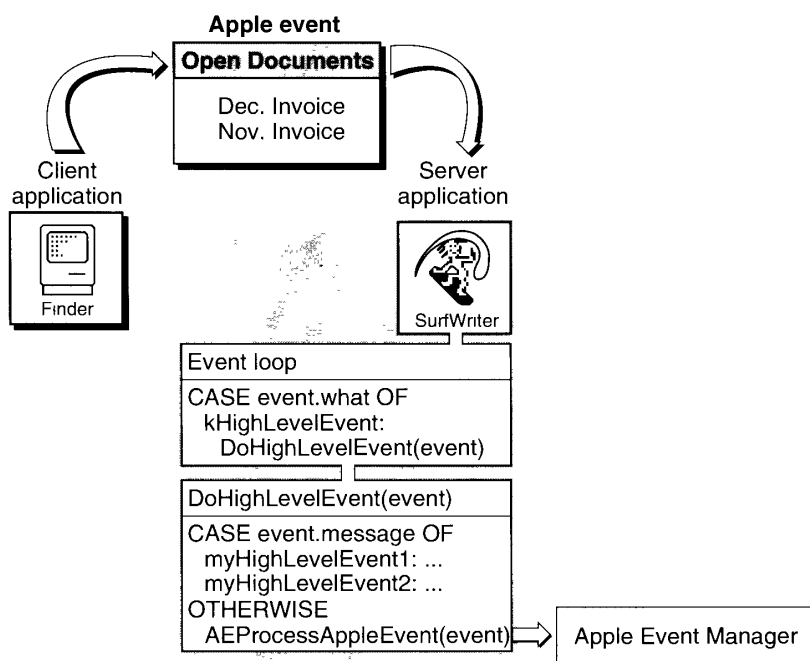 Apple event
Open Documents
Dec. Invoice
Nov. Invoice
Client
application
Finder
Server
application
SurfWriter
Event loop
CASE event.what OF
kHighLevelEvent:
DoHighLevelEvent(event)
DoHighLevelEvent(event)
CASE event.message OF
myHighLevelEvent1: ...
myHighLevelEvent2: ...
OTHERWISE
AEProcessAppleEvent(event)
Apple Event Manager